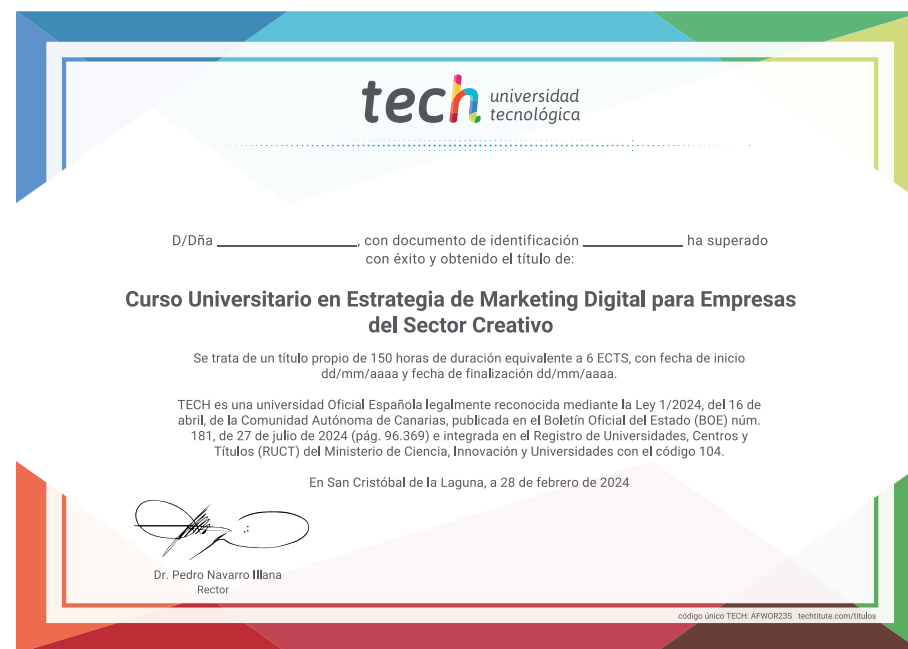 tech universidad
tecnológica
D/Dña ____________________, con documento de identificación ______________ ha superado
con éxito y obtenido el título de:
Curso Universitario en Estrategia de Marketing Digital para Empresas
del Sector Creativo
Se trata de un título propio de 150 horas de duración equivalente a 6 ECTS, con fecha de inicio
dd/mm/aaaa y fecha de finalización dd/mm/aaaa.
TECH es una universidad Oficial Española legalmente reconocida mediante la Ley 1/2024, del 16 de
abril, de la Comunidad Autónoma de Canarias, publicada en el Boletín Oficial del Estado (BOE) núm.
181, de 27 de julio de 2024 (pág. 96.369) e integrada en el Registro de Universidades, Centros y
Títulos (RUCT) del Ministerio de Ciencia, Innovación y Universidades con el código 104.
En San Cristóbal de la Laguna, a 28 de febrero de 2024
Dr. Pedro Navarro Illana
Rector
código único TECH: AFWOR23S techtitute.com/titulos